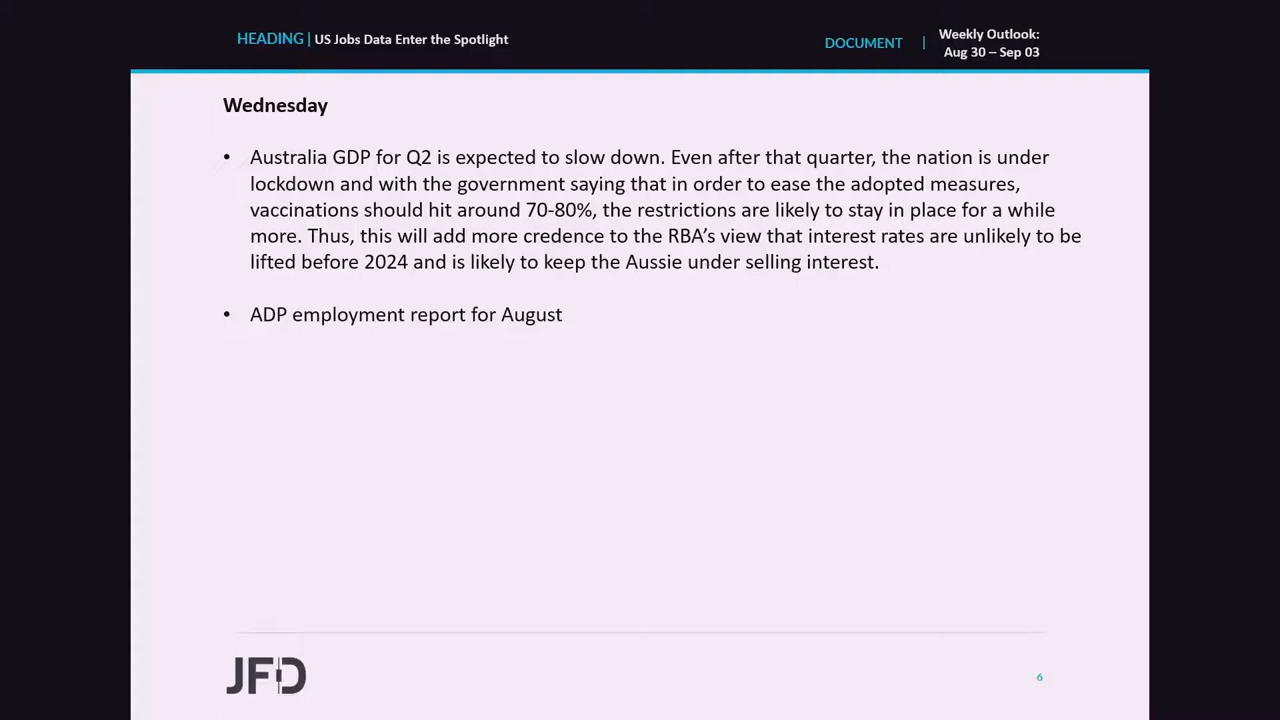 HEADING | US Jobs Data Enter the Spotlight
DOCUMENT | Weekly Outlook:
Aug 30 – Sep 03
Wednesday
• Australia GDP for Q2 is expected to slow down. Even after that quarter, the nation is under
lockdown and with the government saying that in order to ease the adopted measures,
vaccinations should hit around 70-80%, the restrictions are likely to stay in place for a while
more. Thus, this will add more credence to the RBA’s view that interest rates are unlikely to be
lifted before 2024 and is likely to keep the Aussie under selling interest.
• ADP employment report for August
JFD
6